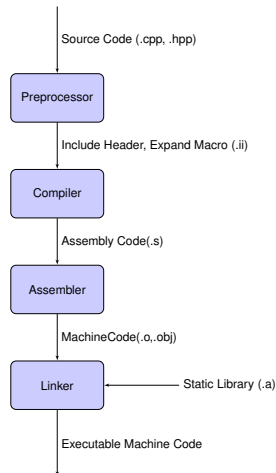 Source Code (.cpp, .hpp)
Preprocessor
Include Header, Expand Macro (.ii)
Compiler
Assembly Code(.s)
Assembler
MachineCode(.o,.obj)
Linker
Static Library (.a)
Executable Machine Code